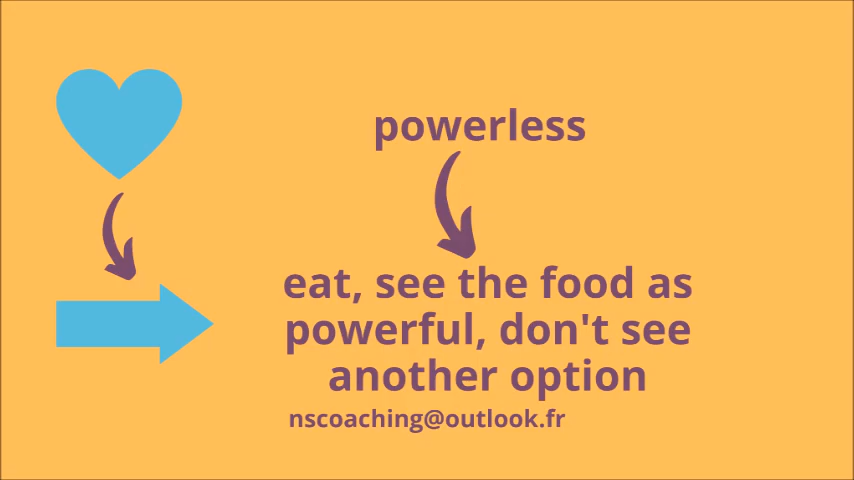 powerless
eat, see the food as
powerful, don't see
another option
nscoaching@outlook.fr